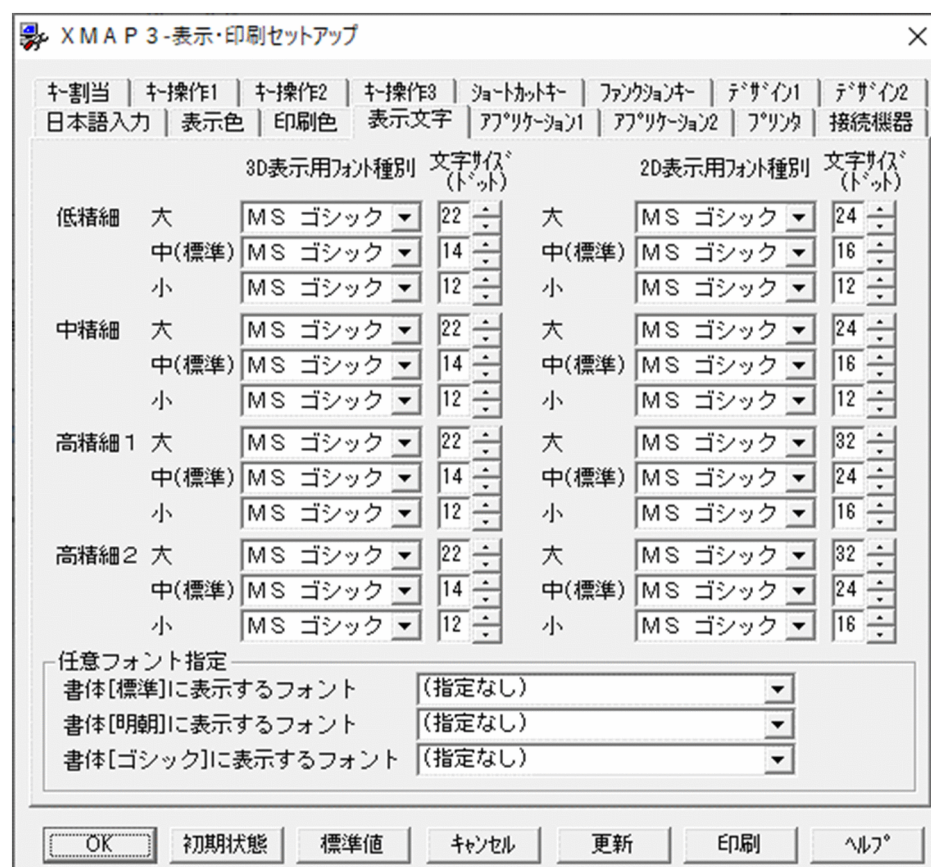 XMAP3-表示・印刷セットアップ
ｷｰ割当 ｷｰ操作1 ｷｰ操作2 ｷｰ操作3 ｼｮｰﾄｶｯﾄｷｰ ﾌｧﾝｸｼｮﾝｷｰ ﾃﾞｻﾞｲﾝ1 ﾃﾞｻﾞｲﾝ2
日本語入力 表示色 印刷色 表示文字 ｱﾌﾟﾘｹｰｼｮﾝ1 ｱﾌﾟﾘｹｰｼｮﾝ2 ﾌﾟﾘﾝﾀ 接続機器
3D表示用ﾌｫﾝﾄ種別 文字ｻｲｽﾞ 2D表示用ﾌｫﾝﾄ種別 文字ｻｲｽﾞ
(ﾄﾞｯﾄ) (ﾄﾞｯﾄ)
低精細 大 ＭＳ ゴシック 22 大 ＭＳ ゴシック 24
中(標準) ＭＳ ゴシック 14 中(標準) ＭＳ ゴシック 16
小 ＭＳ ゴシック 12 小 ＭＳ ゴシック 12
中精細 大 ＭＳ ゴシック 22 大 ＭＳ ゴシック 24
中(標準) ＭＳ ゴシック 14 中(標準) ＭＳ ゴシック 16
小 ＭＳ ゴシック 12 小 ＭＳ ゴシック 12
高精細１ 大 ＭＳ ゴシック 22 大 ＭＳ ゴシック 32
中(標準) ＭＳ ゴシック 14 中(標準) ＭＳ ゴシック 24
小 ＭＳ ゴシック 12 小 ＭＳ ゴシック 16
高精細２ 大 ＭＳ ゴシック 22 大 ＭＳ ゴシック 32
中(標準) ＭＳ ゴシック 14 中(標準) ＭＳ ゴシック 24
小 ＭＳ ゴシック 12 小 ＭＳ ゴシック 16
任意フォント指定
書体[標準]に表示するフォント (指定なし)
書体[明朝]に表示するフォント (指定なし)
書体[ゴシック]に表示するフォント (指定なし)
OK 初期状態 標準値 ｷｬﾝｾﾙ 更新 印刷 ﾍﾙﾌﾟ